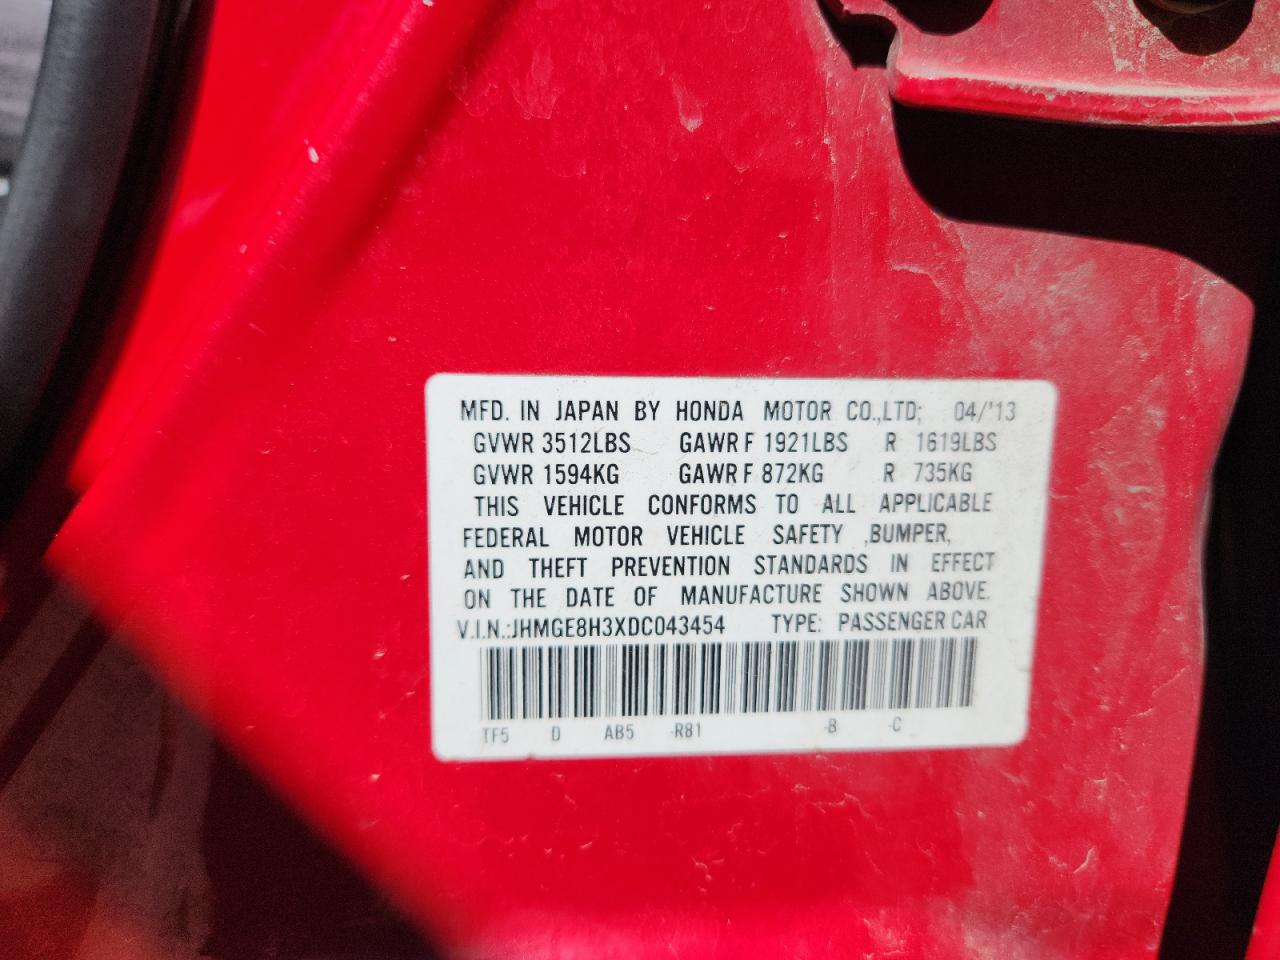 MFD. IN JAPAN BY HONDA MOTOR CO.,LTD; 04/'13
GVWR 3512LBS GAWR F 1921LBS R 1619LBS
GVWR 1594KG GAWR F 872KG R 735KG
THIS VEHICLE CONFORMS TO ALL APPLICABLE
FEDERAL MOTOR VEHICLE SAFETY ,BUMPER,
AND THEFT PREVENTION STANDARDS IN EFFECT
ON THE DATE OF MANUFACTURE SHOWN ABOVE.
V.I.N.:JHMGE8H3XDC043454 TYPE: PASSENGER CAR
TF5 D AB5 -R81 -B -C